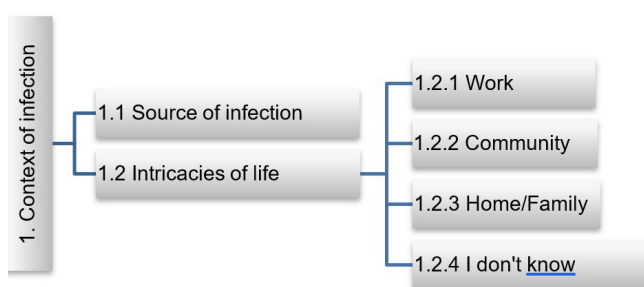 1. Context of infection
1.1 Source of infection
1.2 Intricacies of life
1.2.1 Work
1.2.2 Community
1.2.3 Home/Family
1.2.4 I don't know